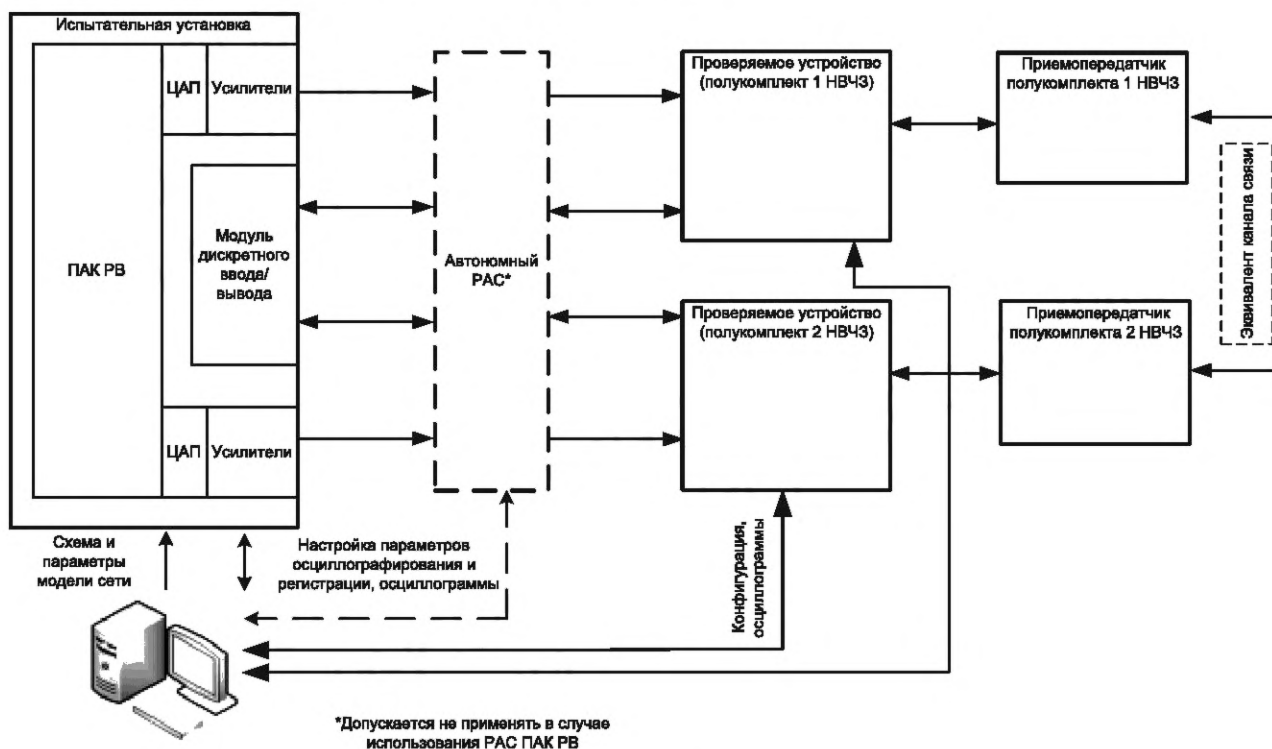 Испытательная установка
ПАК РВ
ЦАП
Усилители
Модуль
дискретного
ввода/
вывода
ЦАП
Усилители
Автономный
РАС*
Проверяемое устройство
(полукомплект 1 НВЧЗ)
Приемопередатчик
полукомплекта 1 НВЧЗ
Эквивалент канала связи
Проверяемое устройство
(полукомплект 2 НВЧЗ)
Приемопередатчик
полукомплекта 2 НВЧЗ
Схема и
параметры
модели сети
Настройка параметров
осциллографирования и
регистрации, осциллограммы
Конфигурация,
осциллограммы
*Допускается не применять в случае
использования РАС ПАК РВ